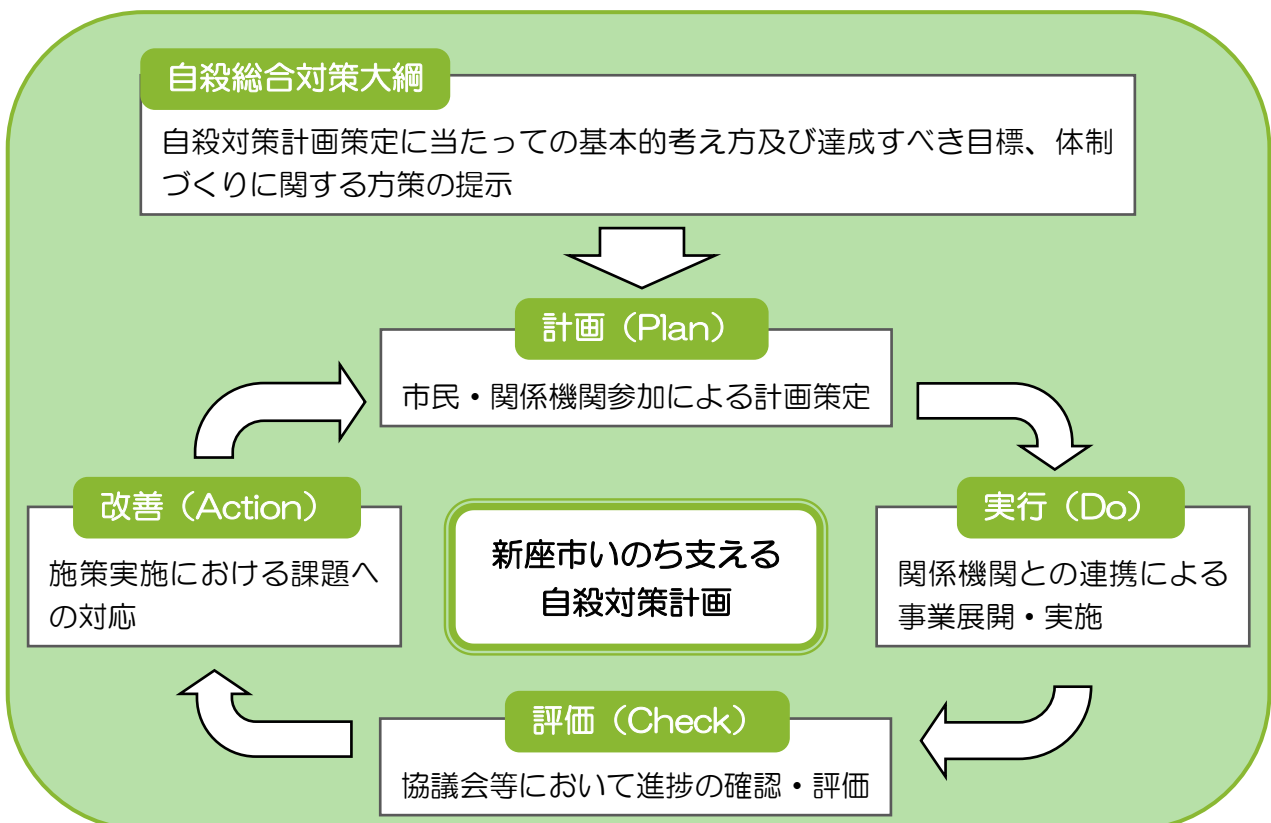 自殺総合対策大綱
自殺対策計画策定に当たっての基本的考え方及び達成すべき目標、体制
づくりに関する方策の提示
計画（Plan）
市民・関係機関参加による計画策定
実行（Do）
関係機関との連携による
事業展開・実施
評価（Check）
協議会等において進捗の確認・評価
改善（Action）
施策実施における課題へ
の対応
新座市いのち支える
自殺対策計画